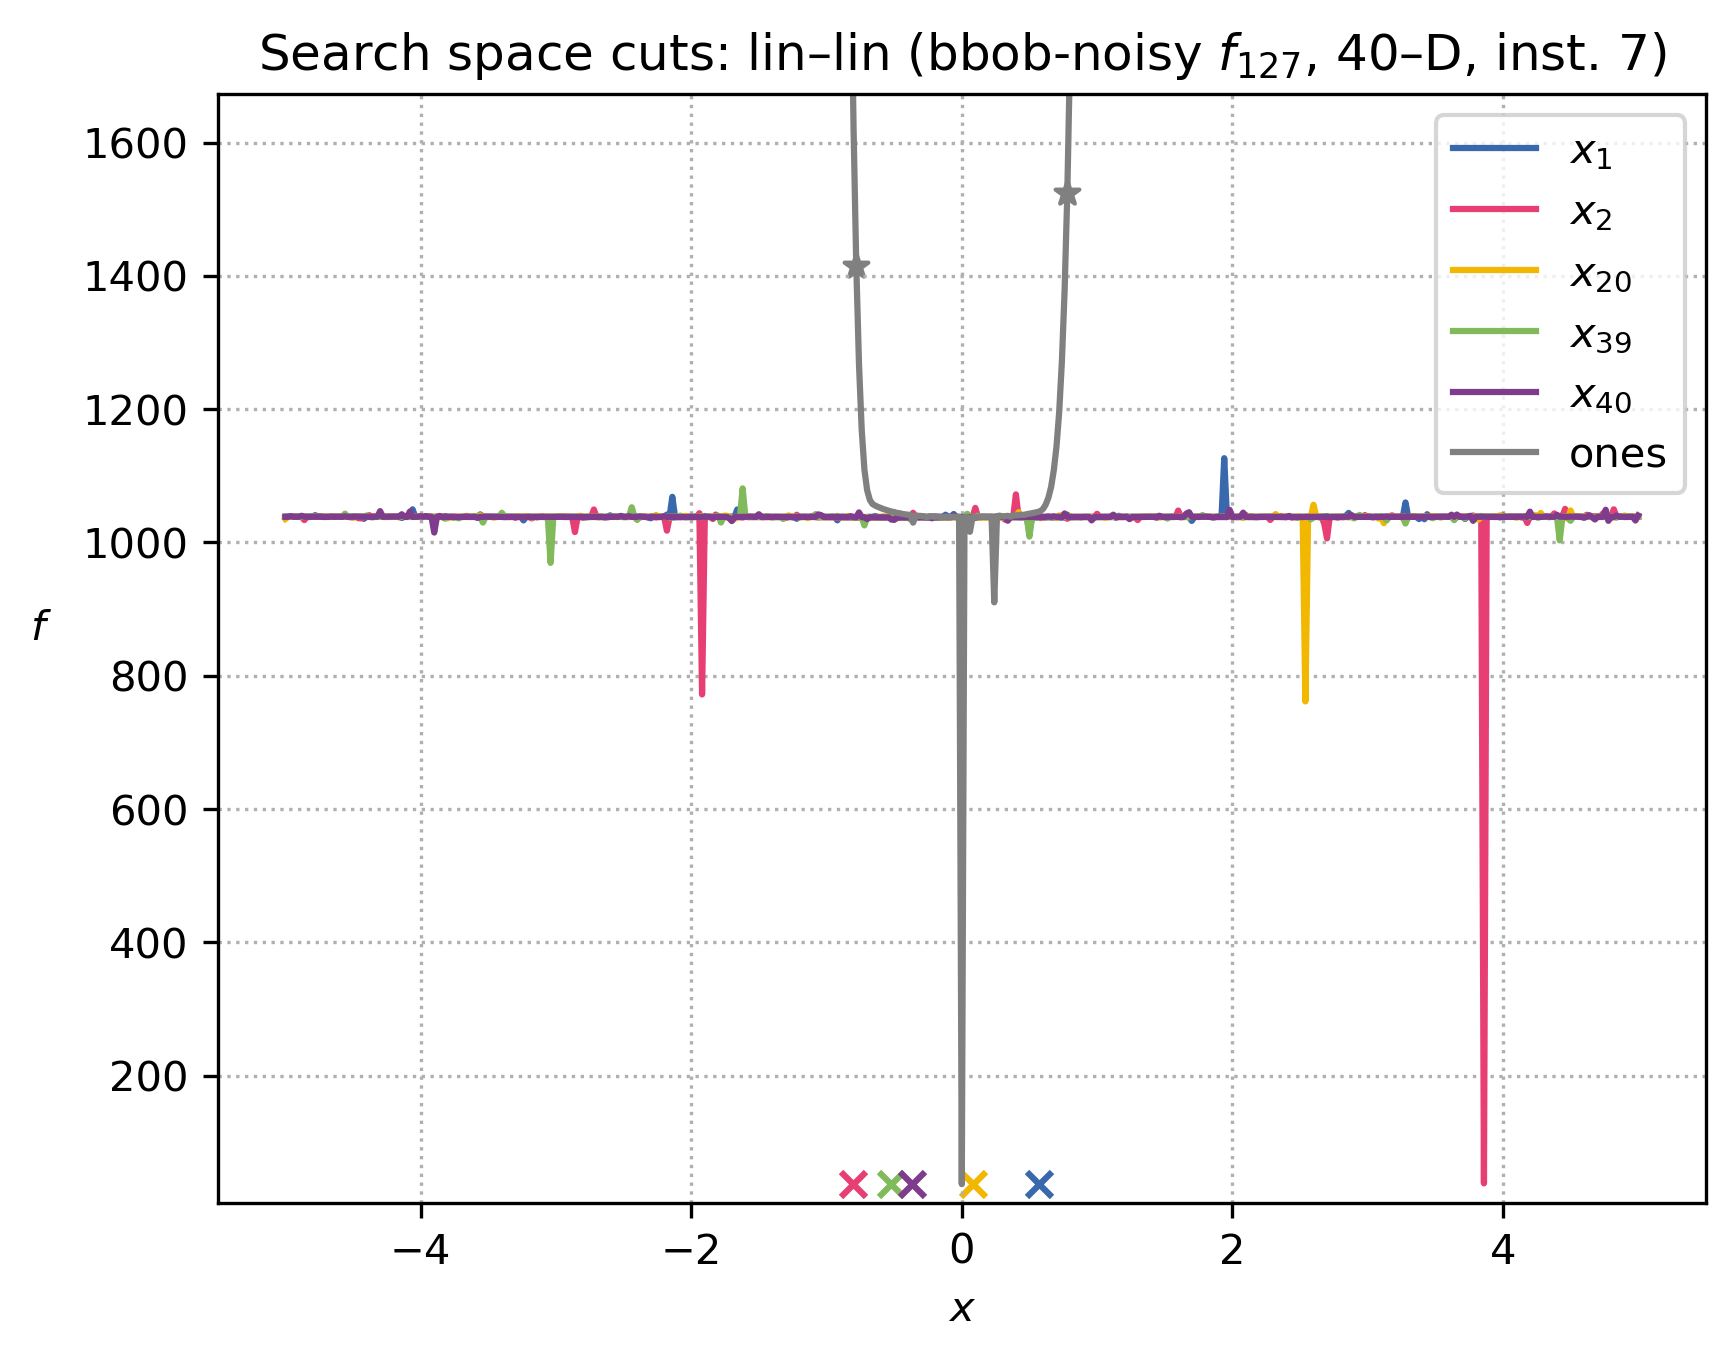 Search space cuts: lin–lin (bbob-noisy f₁₂₇, 40–D, inst. 7)
1600
1400
1200
1000
800
600
400
200
f
−4
−2
0
2
4
x
x₁
x₂
x₂₀
x₃₉
x₄₀
ones